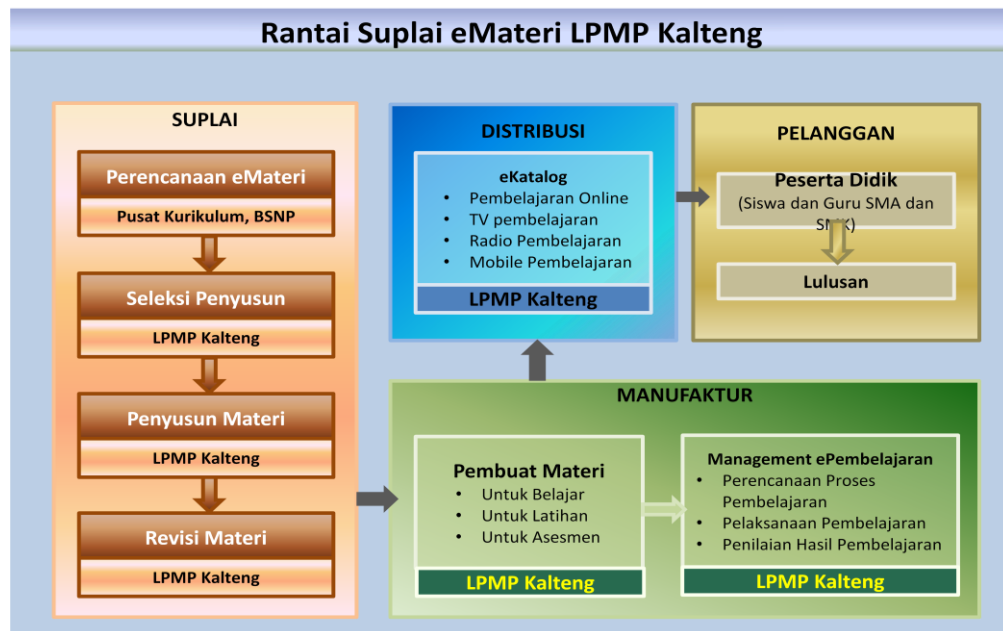 Rantai Suplai eMateri LPMP Kalteng
SUPLAI
Perencanaan eMateri
Pusat Kurikulum, BSNP
Seleksi Penyusun
LPMP Kalteng
Penyusun Materi
LPMP Kalteng
Revisi Materi
LPMP Kalteng
DISTRIBUSI
eKatalog
• Pembelajaran Online
• TV pembelajaran
• Radio Pembelajaran
• Mobile Pembelajaran
LPMP Kalteng
PELANGGAN
Peserta Didik
(Siswa dan Guru SMA dan
SMK)
Lulusan
MANUFAKTUR
Pembuat Materi
• Untuk Belajar
• Untuk Latihan
• Untuk Asesmen
LPMP Kalteng
Management ePembelajaran
• Perencanaan Proses
Pembelajaran
• Pelaksanaan Pembelajaran
• Penilaian Hasil Pembelajaran
LPMP Kalteng